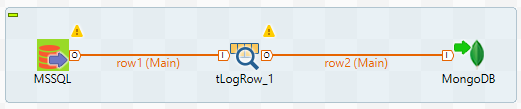 O
I
O
I
row1 (Main)
row2 (Main)
MSSQL
tLogRow_1
MongoDB